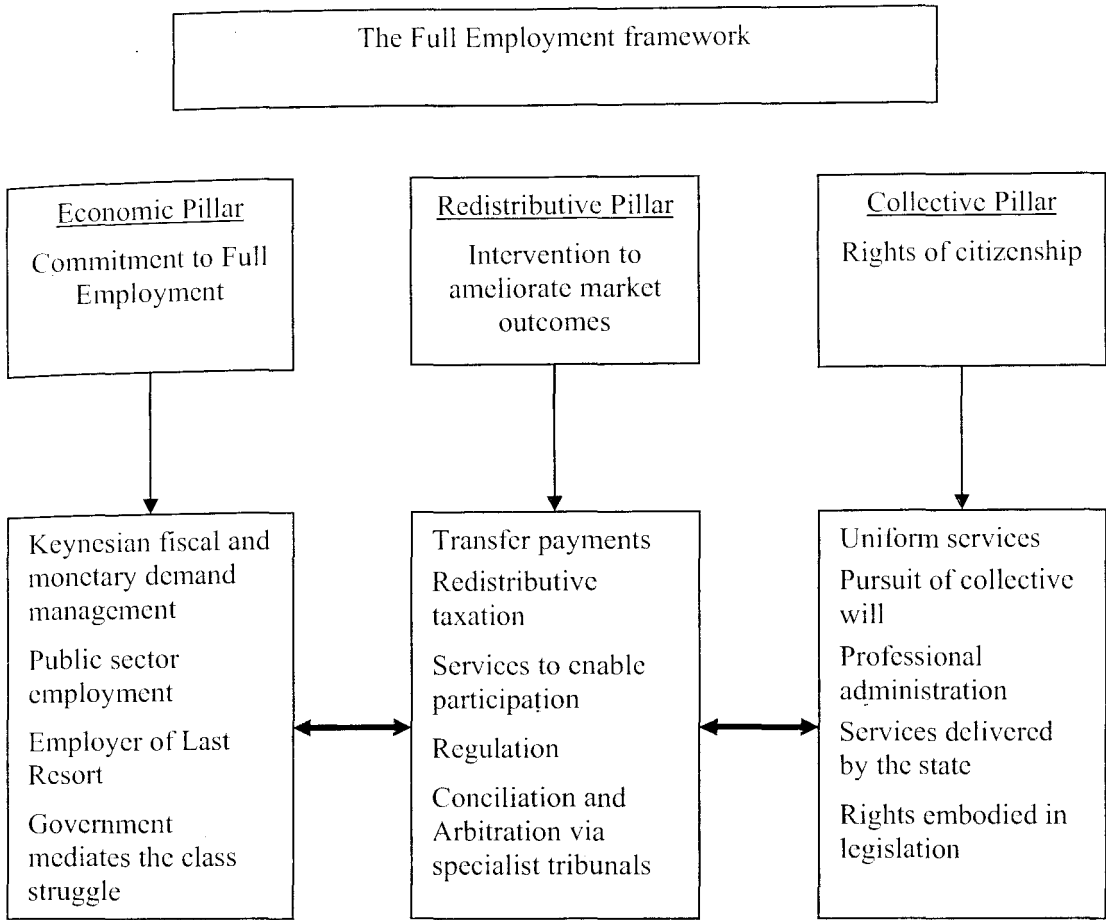 The Full Employment framework
Economic Pillar
Commitment to Full
Employment
Redistributive Pillar
Intervention to
ameliorate market
outcomes
Collective Pillar
Rights of citizenship
Keynesian fiscal and
monetary demand
management
Public sector
employment
Employer of Last
Resort
Government
mediates the class
struggle
Transfer payments
Redistributive
taxation
Services to enable
participation
Regulation
Conciliation and
Arbitration via
specialist tribunals
Uniform services
Pursuit of collective
will
Professional
administration
Services delivered
by the state
Rights embodied in
legislation